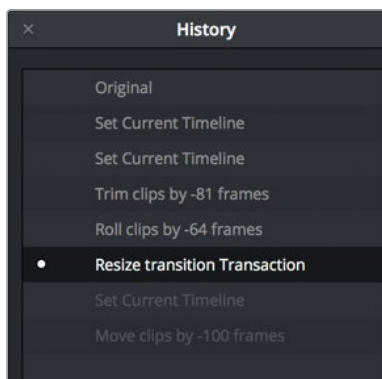 History
Original
Set Current Timeline
Set Current Timeline
Trim clips by -81 frames
Roll clips by -64 frames
Resize transition Transaction
Set Current Timeline
Move clips by -100 frames